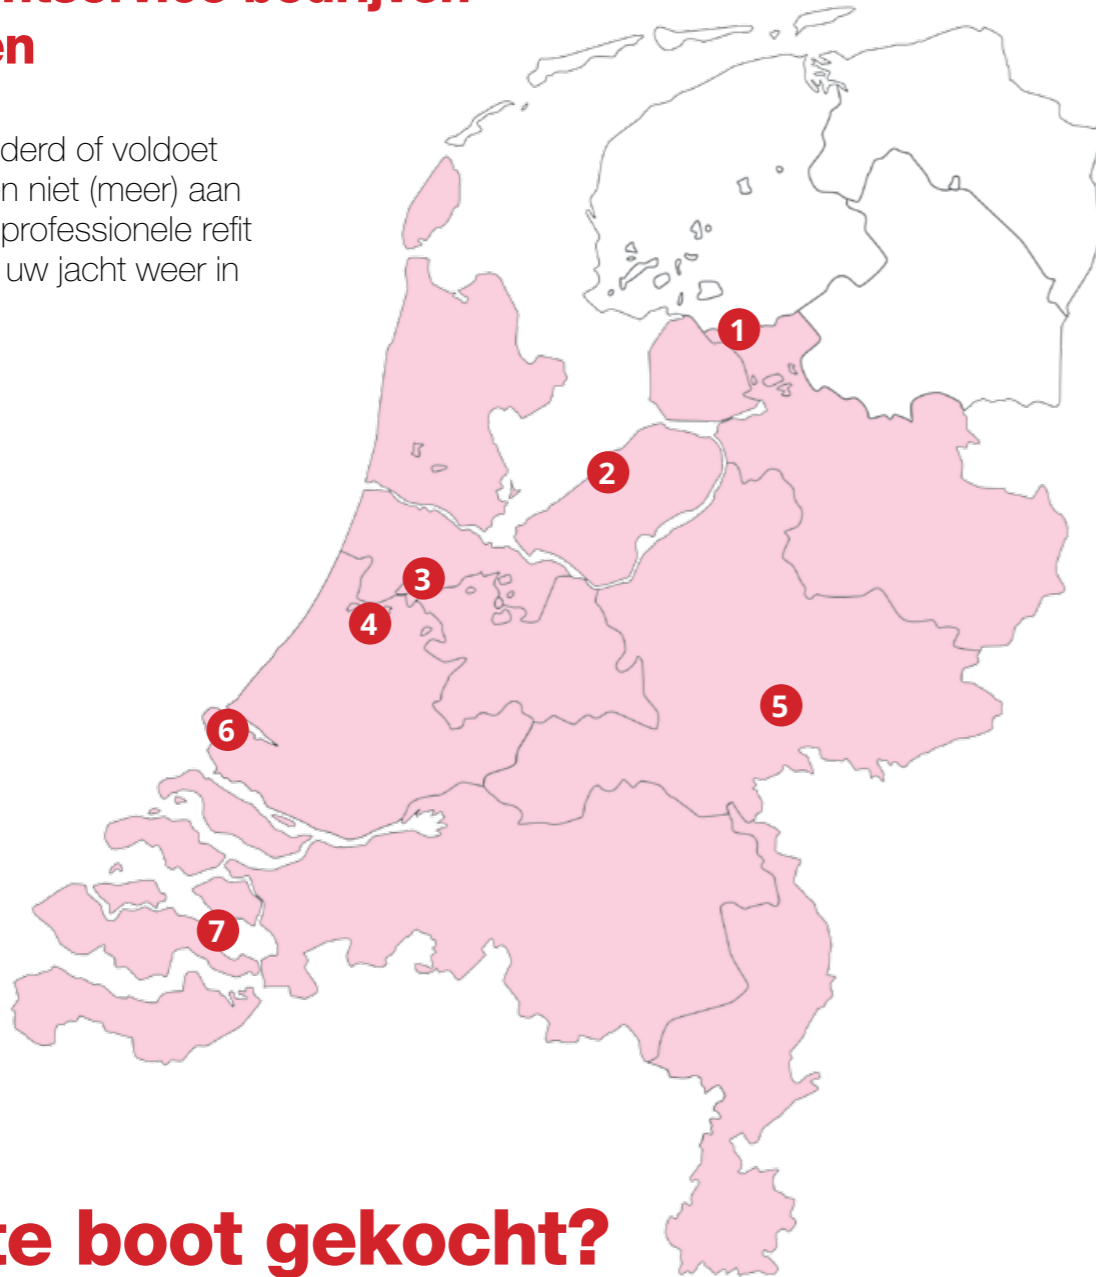 en
derd of voldoet
n niet (meer) aan
professionele refit
uw jacht weer in
1
2
3
4
5
6
7
te boot gekocht?